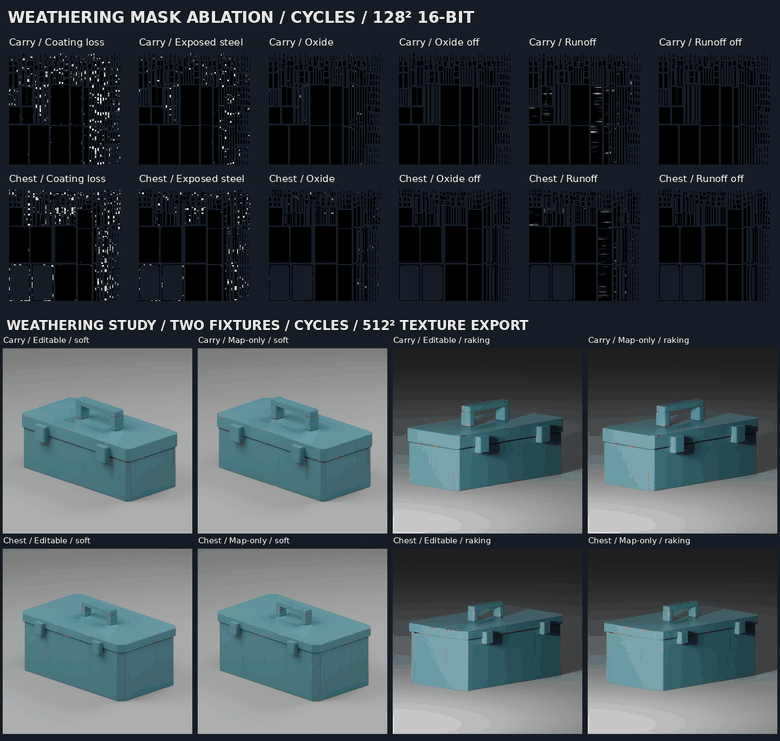 WEATHERING MASK ABLATION / CYCLES / 128² 16-BIT
Carry / Coating loss
Carry / Exposed steel
Carry / Oxide
Carry / Oxide off
Carry / Runoff
Carry / Runoff off
Chest / Coating loss
Chest / Exposed steel
Chest / Oxide
Chest / Oxide off
Chest / Runoff
Chest / Runoff off
WEATHERING STUDY / TWO FIXTURES / CYCLES / 512² TEXTURE EXPORT
Carry / Editable / soft
Carry / Map-only / soft
Carry / Editable / raking
Carry / Map-only / raking
Chest / Editable / soft
Chest / Map-only / soft
Chest / Editable / raking
Chest / Map-only / raking